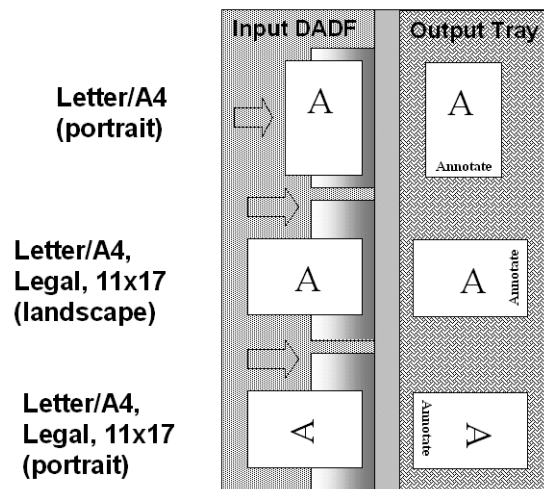 Input DADF
Output Tray
Letter/A4
(portrait)
A
A
Annotate
Letter/A4,
Legal, 11x17
(landscape)
A
A
Annotate
Letter/A4,
Legal, 11x17
(portrait)
A
Annotate
A